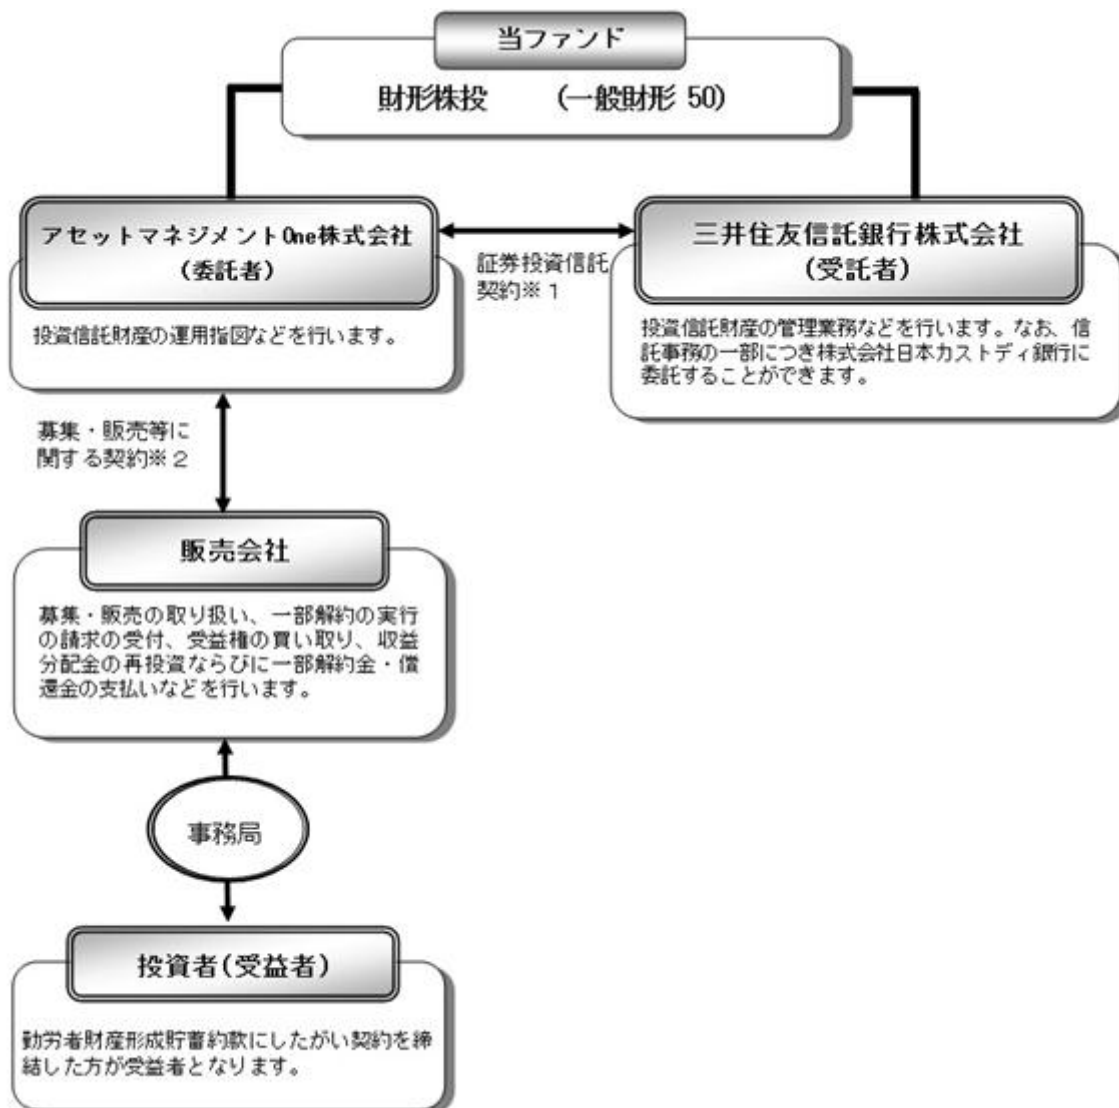 当ファンド
財形株投 (一般財形 50)
アセットマネジメントOne株式会社
(委託者)
投資信託財産の運用指図などを行います。
証券投資信託
契約※1
三井住友信託銀行株式会社
(受託者)
投資信託財産の管理業務などを行います。なお、信
託事務の一部につき株式会社日本カストディ銀行に
委託することができます。
募集・販売等に
関する契約※2
販売会社
募集・販売の取り扱い、一部解約の実行
の請求の受付、受益権の買い取り、収益
分配金の再投資ならびに一部解約金・償
還金の支払いなどを行います。
事務局
投資者(受益者)
勤労者財産形成貯蓄約款にしたがい契約を締
結した方が受益者となります。